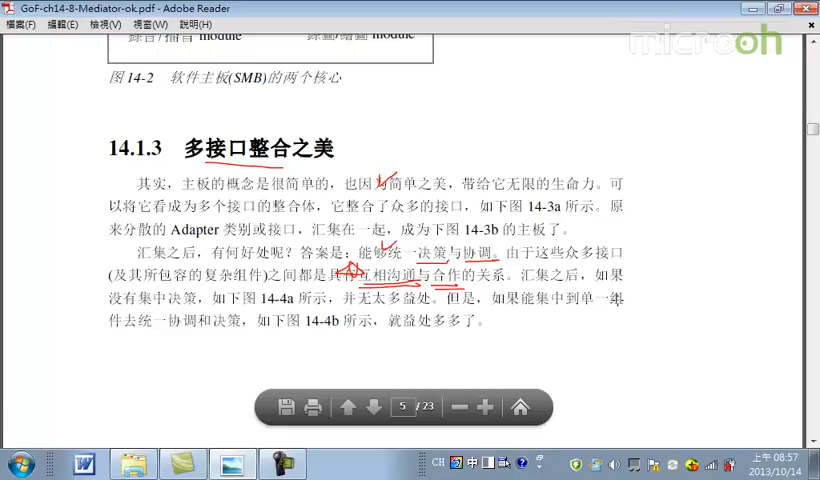 GoF-ch14-8-Mediator-ok.pdf - Adobe Reader
檔案(F) 編輯(E) 檢視(V) 視窗(W) 說明(H)
microoh
錄音/播音 module 錄圖/繪圖 module
图 14-2 软件主板(SMB)的两个核心
14.1.3 多接口整合之美
其实，主板的概念是很简单的，也因为简单之美，带给它无限的生命力。可
以将它看成为多个接口的整合体，它整合了众多的接口，如下图 14-3a 所示。原
来分散的 Adapter 类别或接口，汇集在一起，成为下图 14-3b 的主板了。
汇集之后，有何好处呢？答案是：能够统一决策与协调。由于这些众多接口
(及其所包容的复杂组件)之间都是具有互相沟通与合作的关系。汇集之后，如果
没有集中决策，如下图 14-4a 所示，并无太多益处。但是，如果能集中到单一组
件去统一协调和决策，如下图 14-4b 所示，就益处多多了。
5 / 23
CH 中
上午 08:57
2013/10/14